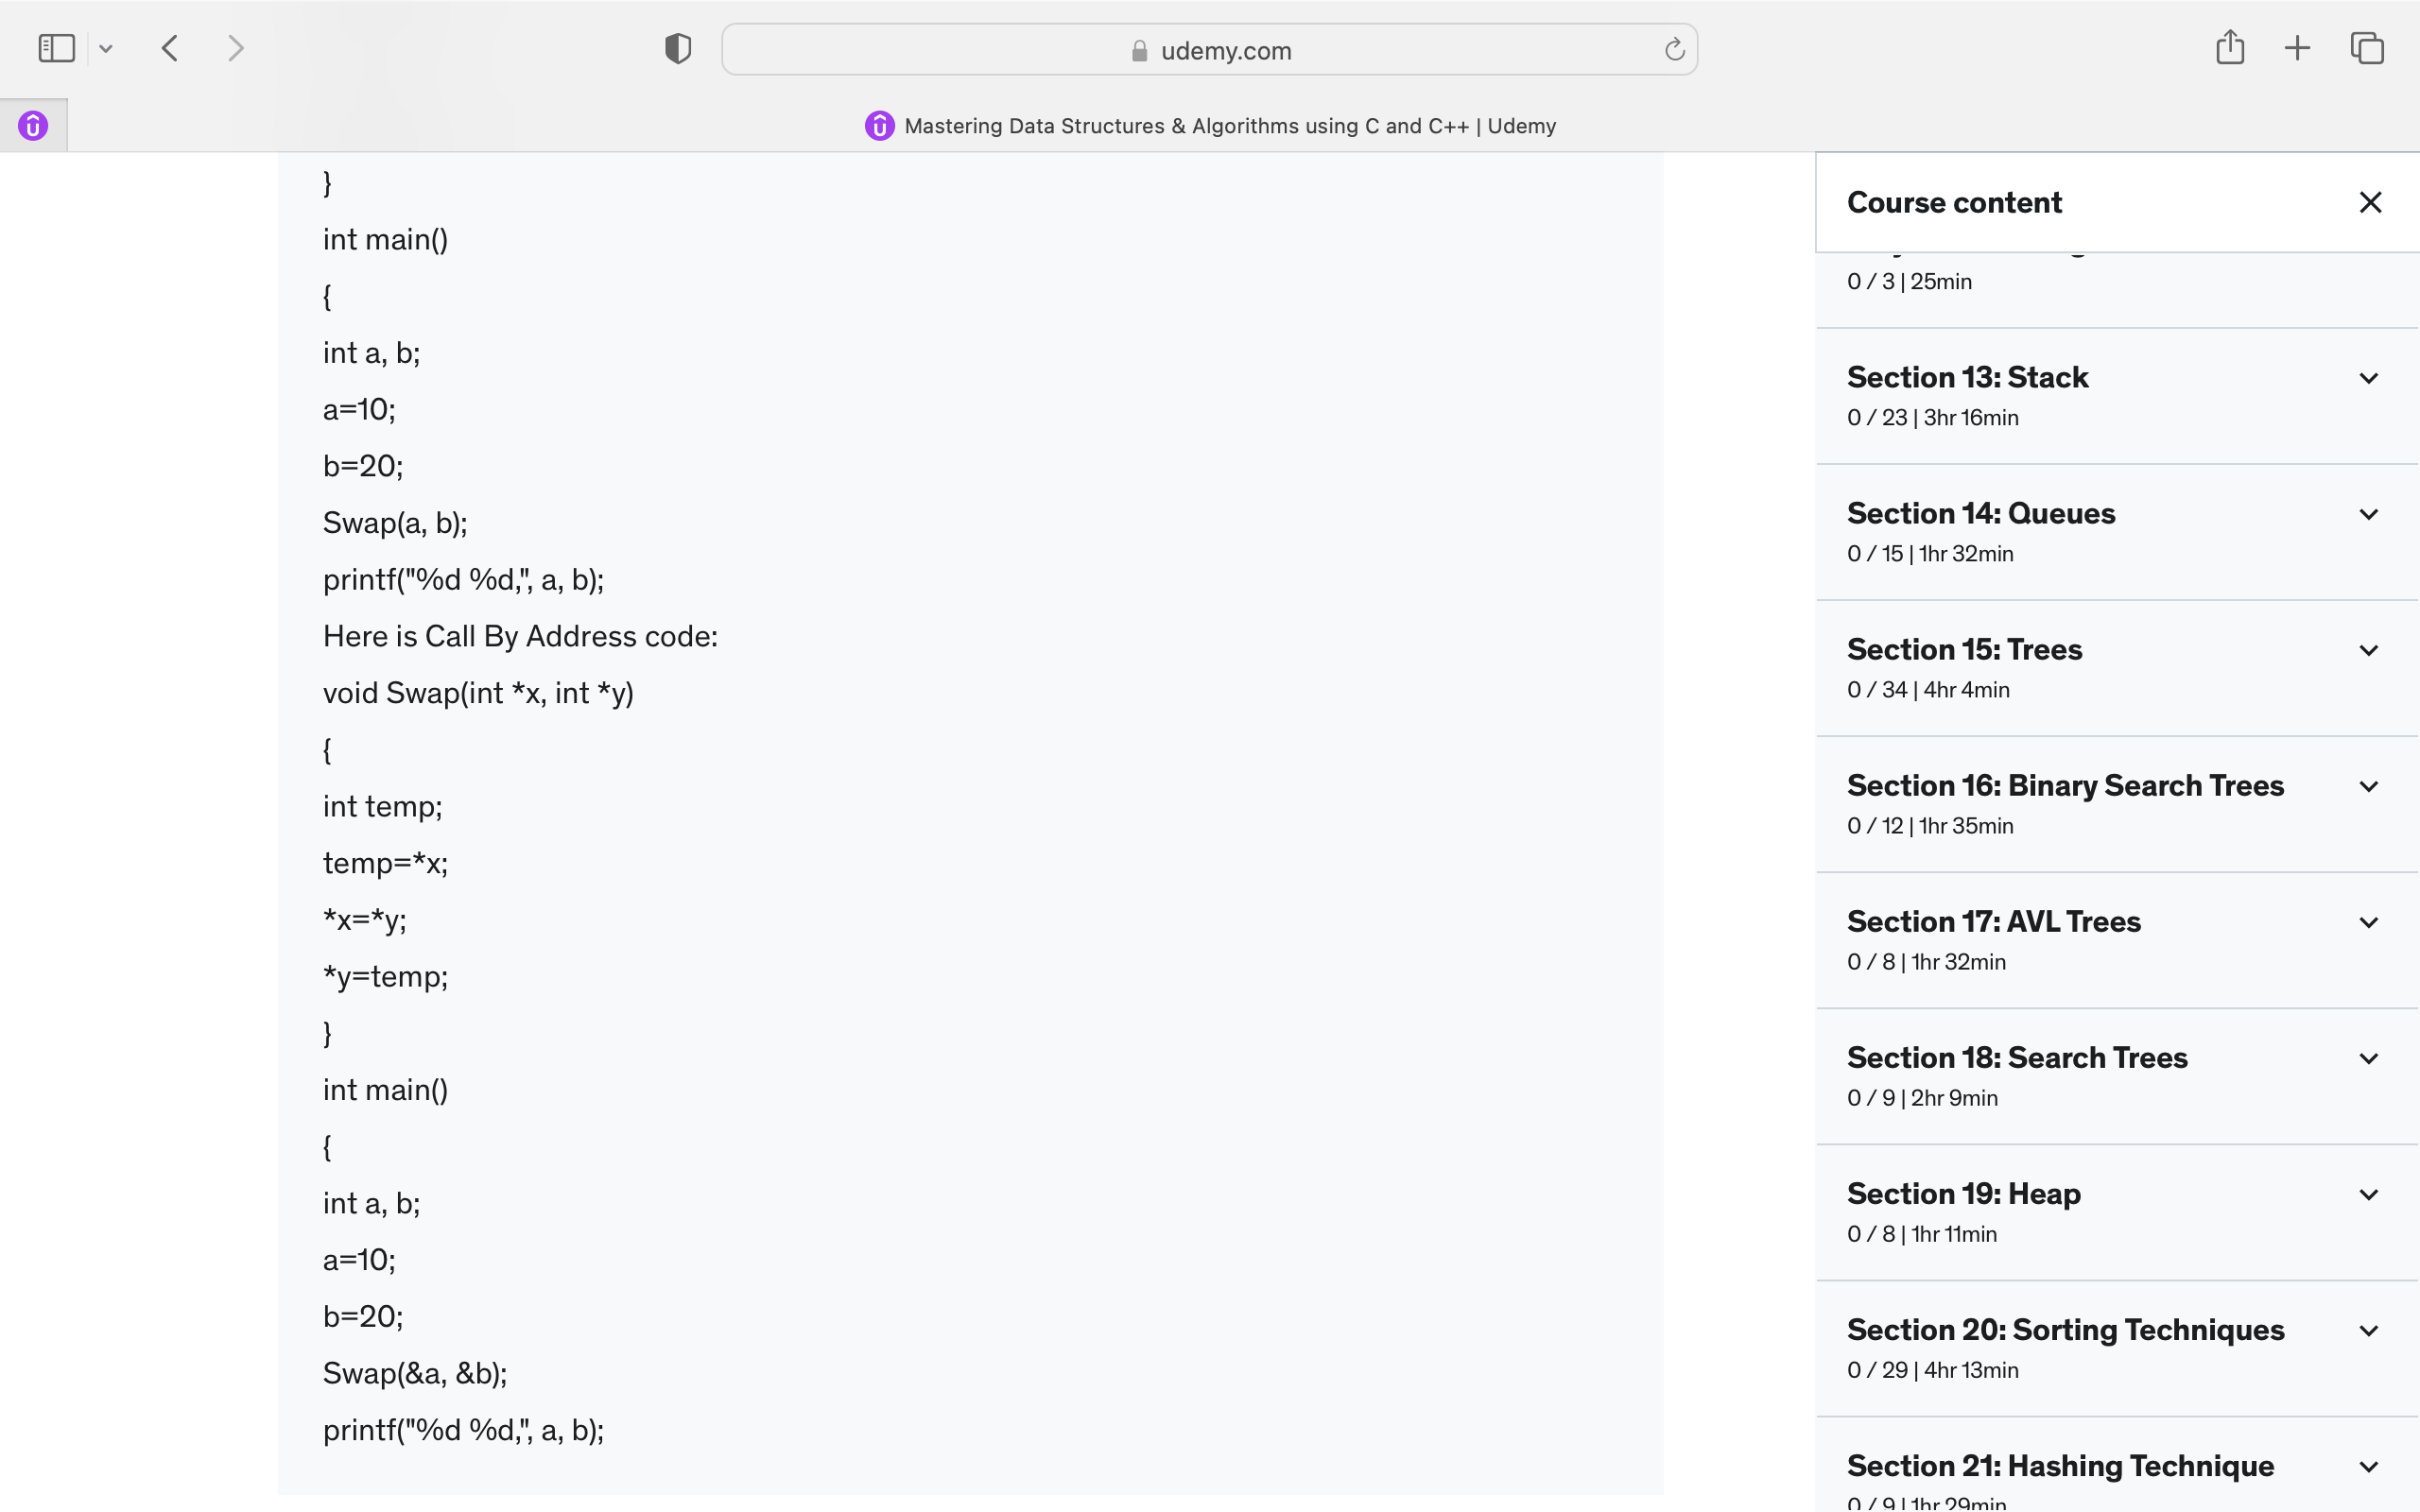 udemy.com
Mastering Data Structures & Algorithms using C and C++ | Udemy
}
int main()
{
int a, b;
a=10;
b=20;
Swap(a, b);
printf("%d %d,", a, b);
Here is Call By Address code:
void Swap(int *x, int *y)
{
int temp;
temp=*x;
*x=*y;
*y=temp;
}
int main()
{
int a, b;
a=10;
b=20;
Swap(&a, &b);
printf("%d %d,", a, b);
Course content
0 / 3 | 25min
Section 13: Stack
0 / 23 | 3hr 16min
Section 14: Queues
0 / 15 | 1hr 32min
Section 15: Trees
0 / 34 | 4hr 4min
Section 16: Binary Search Trees
0 / 12 | 1hr 35min
Section 17: AVL Trees
0 / 8 | 1hr 32min
Section 18: Search Trees
0 / 9 | 2hr 9min
Section 19: Heap
0 / 8 | 1hr 11min
Section 20: Sorting Techniques
0 / 29 | 4hr 13min
Section 21: Hashing Technique
0 / 9 | 1hr 29min